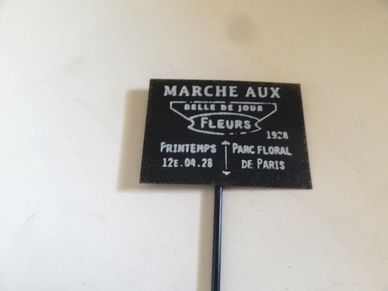 MARCHE AUX
BELLE DE JOUR
FLEURS
1928
PRINTEMPS
12E.04.28
PARC FLORAL
DE PARIS